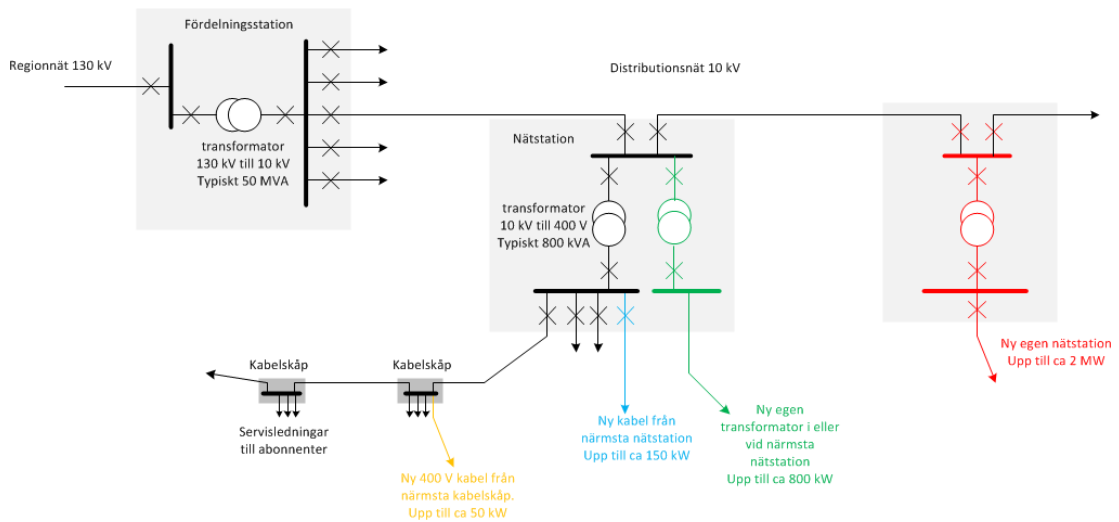 Fördelningsstation
Regionnät 130 kV
Distributionsnät 10 kV
transformator
130 kV till 10 kV
Typiskt 50 MVA
Nätstation
transformator
10 kV till 400 V
Typiskt 800 kVA
Ny egen nätstation
Upp till ca 2 MW
Kabelskåp
Kabelskåp
Servisledningar
till abonnenter
Ny kabel från
närmsta nätstation
Upp till ca 150 kW
Ny egen
transformator i eller
vid närmsta
nätstation
Upp till ca 800 kW
Ny 400 V kabel från
närmsta kabelskåp.
Upp till ca 50 kW